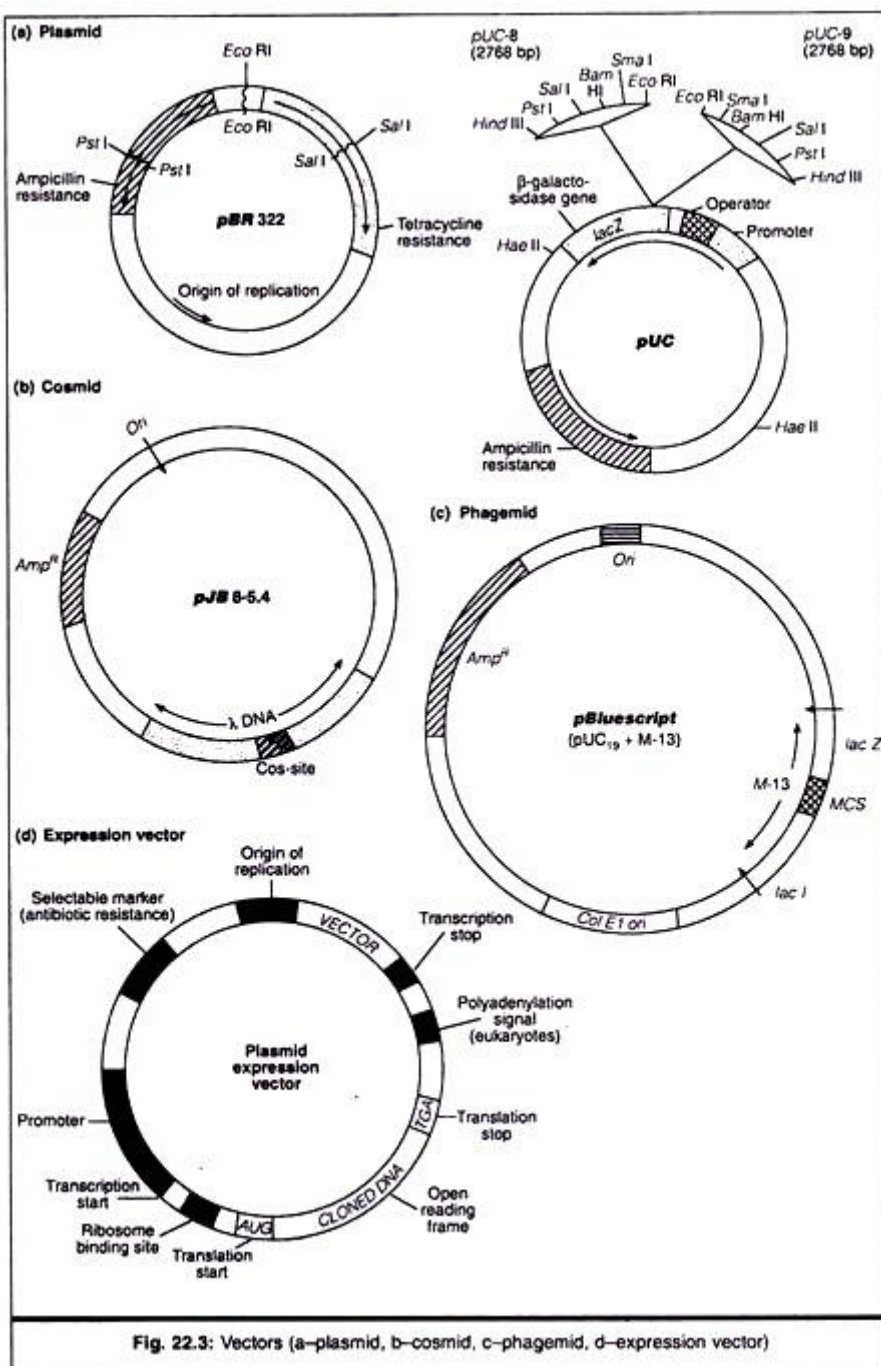 (a) Plasmid
Eco RI
Eco RI
Pst I
Pst I
Sal I
Sal I
Ampicillin
resistance
pBR 322
Tetracycline
resistance
Origin of replication
pUC-8
(2768 bp)
pUC-9
(2768 bp)
Hind III
Pst I
Sal I
Bam
HI
Sma I
Eco RI
Eco RI
Sma I
Bam HI
Sal I
Pst I
Hind III
β-galacto-
sidase gene
Operator
Promoter
lacZ
Hae II
pUC
Hae II
Ampicillin
resistance
(b) Cosmid
Ori
Amp^R
pJB 8-5.4
λ DNA
Cos-site
(c) Phagemid
Ori
Amp^R
pBluescript
(pUC₁₉ + M-13)
lac Z
M-13
MCS
lac I
Col E1 ori
(d) Expression vector
Origin of
replication
Selectable marker
(antibiotic resistance)
VECTOR
Transcription
stop
Polyadenylation
signal
(eukaryotes)
Plasmid
expression
vector
TGA
Translation
stop
Promoter
Transcription
start
Ribosome
binding site
AUG
Translation
start
CLONED DNA
Open
reading
frame
Fig. 22.3: Vectors (a–plasmid, b–cosmid, c–phagemid, d–expression vector)